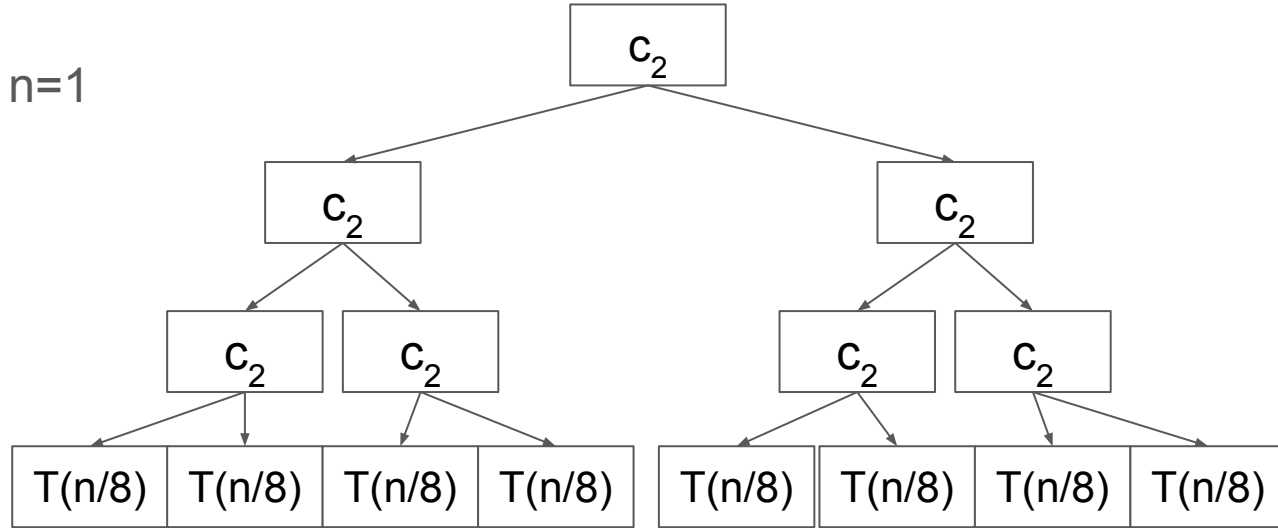 c₂
n=1
c₂ c₂
c₂ c₂ c₂ c₂
T(n/8) T(n/8) T(n/8) T(n/8) T(n/8) T(n/8) T(n/8) T(n/8)